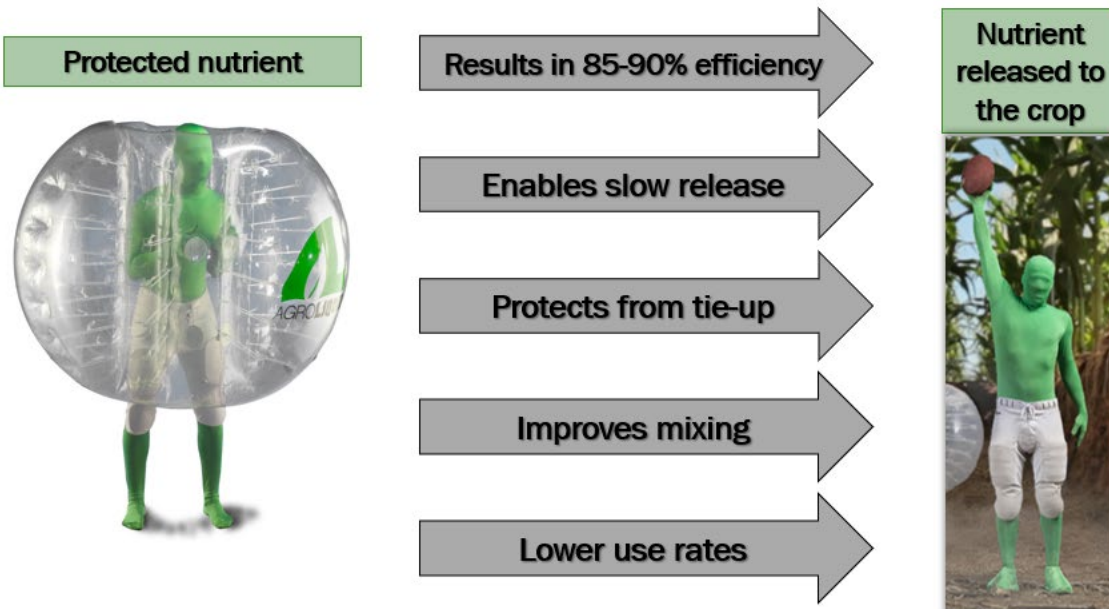 Protected nutrient
Results in 85-90% efficiency
Enables slow release
Protects from tie-up
Improves mixing
Lower use rates
Nutrient
released to
the crop